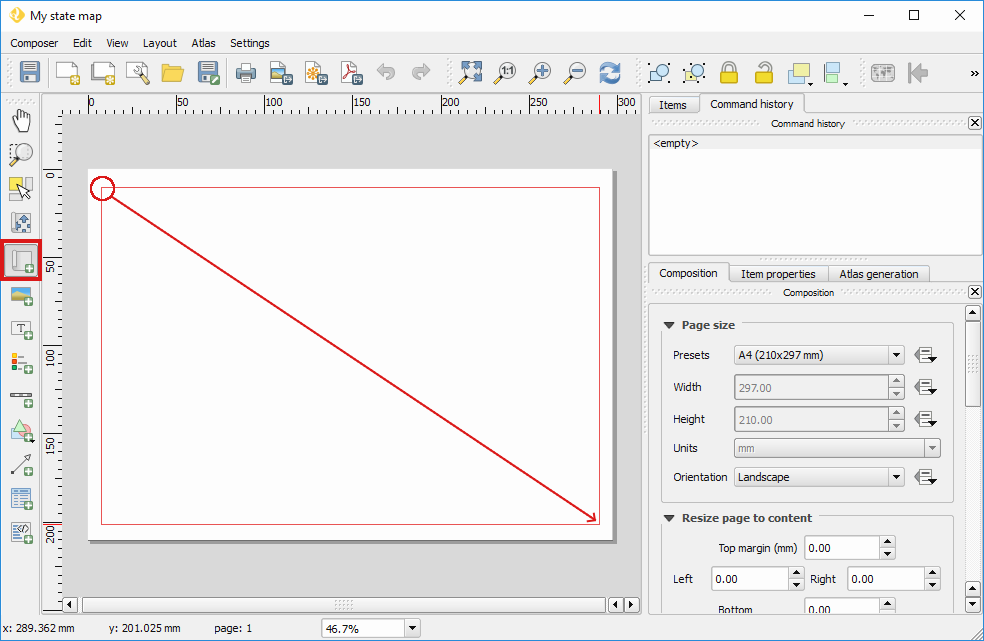 My state map
Composer Edit View Layout Atlas Settings
1:1
»
0 50 100 150 200 250 300
Items Command history
Command history
<empty>
0
50
100
150
200
T
Composition Item properties Atlas generation
Composition
Page size
Presets A4 (210x297 mm)
Width 297.00
Height 210.00
Units mm
Orientation Landscape
Resize page to content
Top margin (mm) 0.00
Left 0.00 Right 0.00
Bottom 0.00
x: 289.362 mm y: 201.025 mm page: 1 46.7%